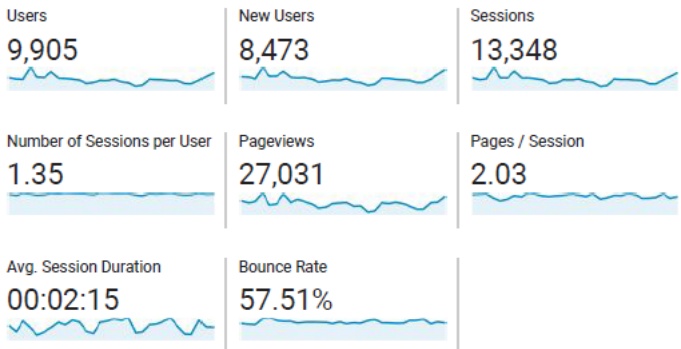 Users
9,905
New Users
8,473
Sessions
13,348
Number of Sessions per User
1.35
Pageviews
27,031
Pages / Session
2.03
Avg. Session Duration
00:02:15
Bounce Rate
57.51%